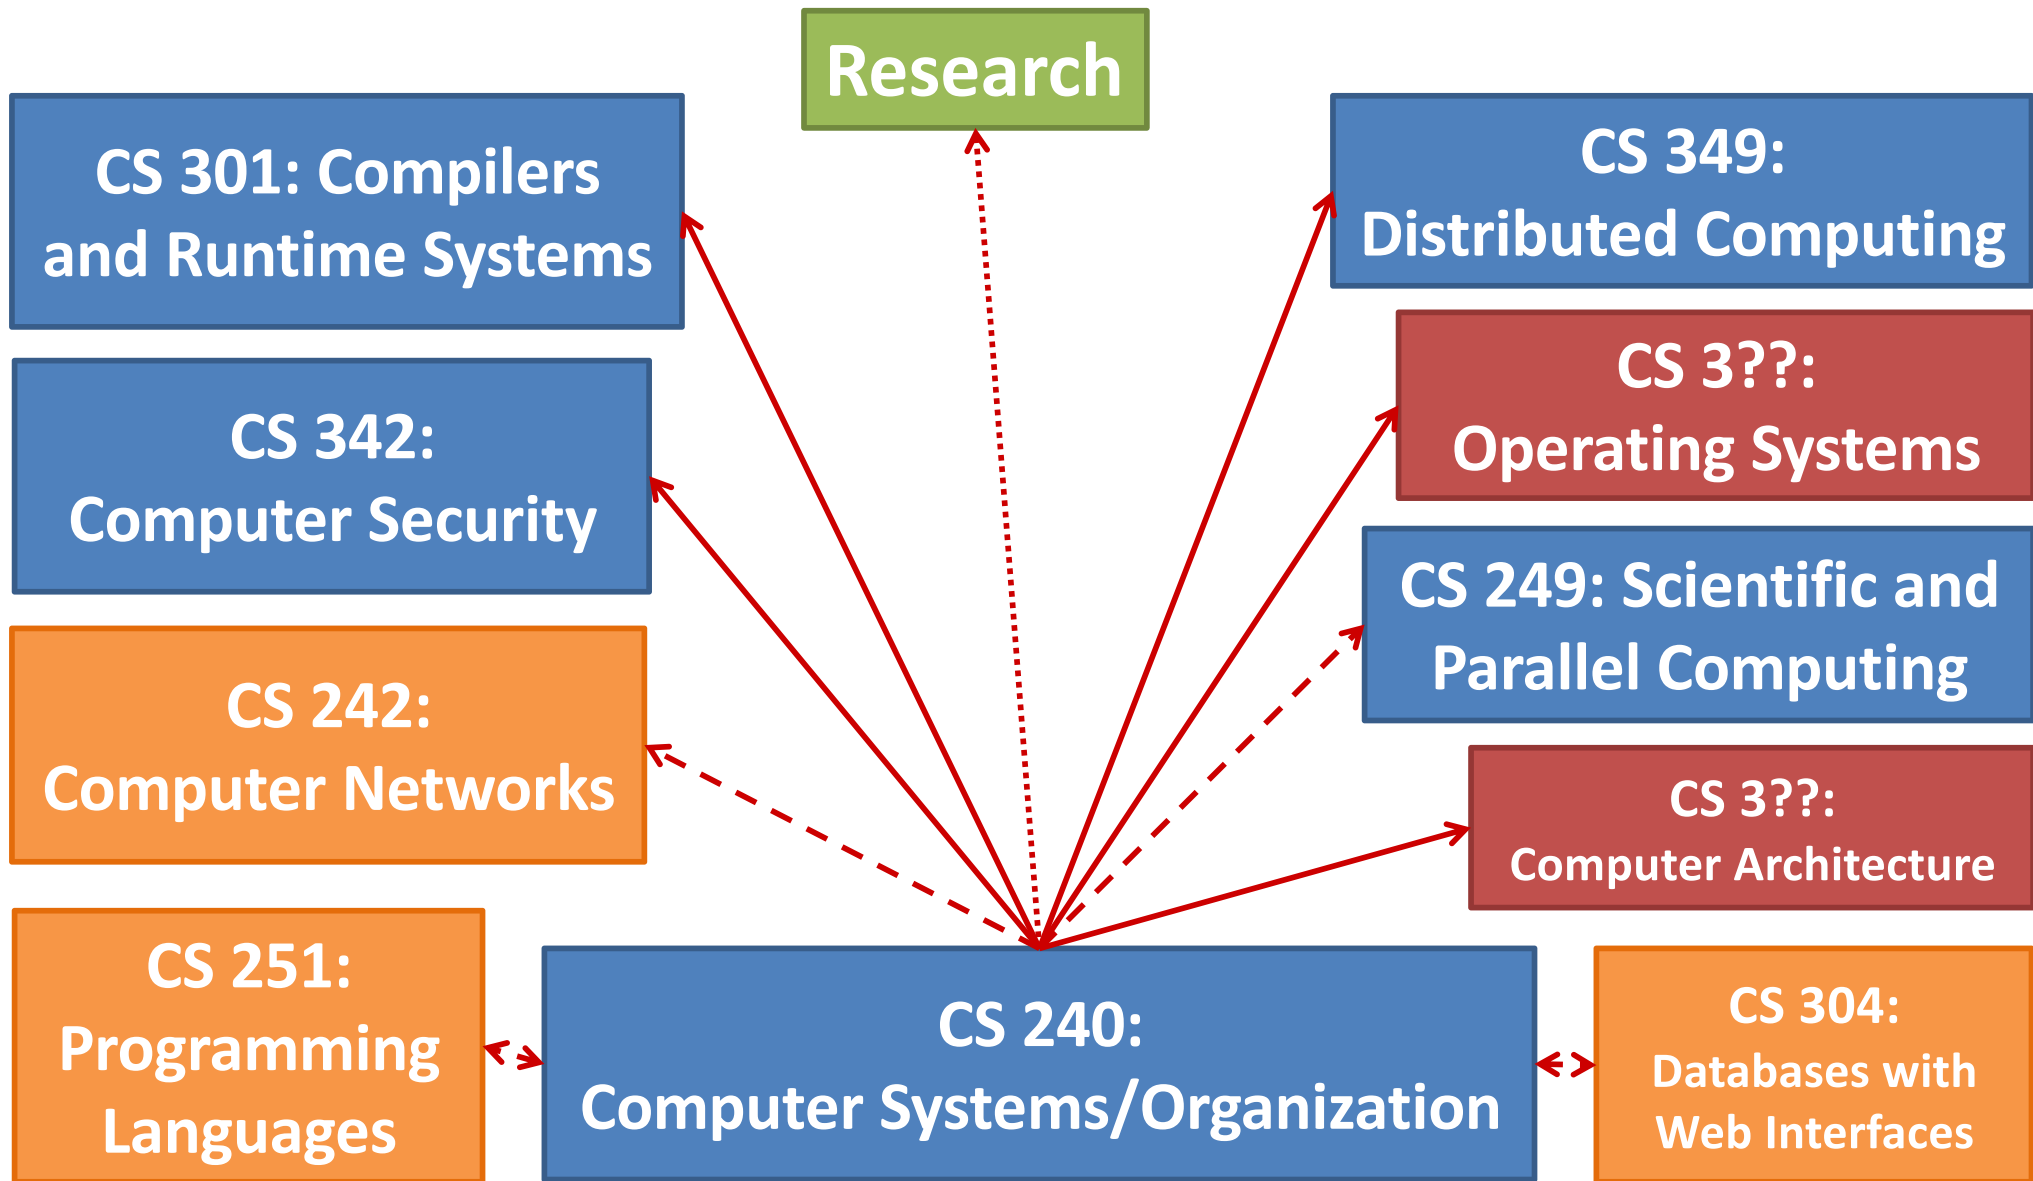 Research
CS 301: Compilers
and Runtime Systems
CS 349:
Distributed Computing
CS 342:
Computer Security
CS 3??:
Operating Systems
CS 249: Scientific and
Parallel Computing
CS 242:
Computer Networks
CS 3??:
Computer Architecture
CS 251:
Programming
Languages
CS 240:
Computer Systems/Organization
CS 304:
Databases with
Web Interfaces